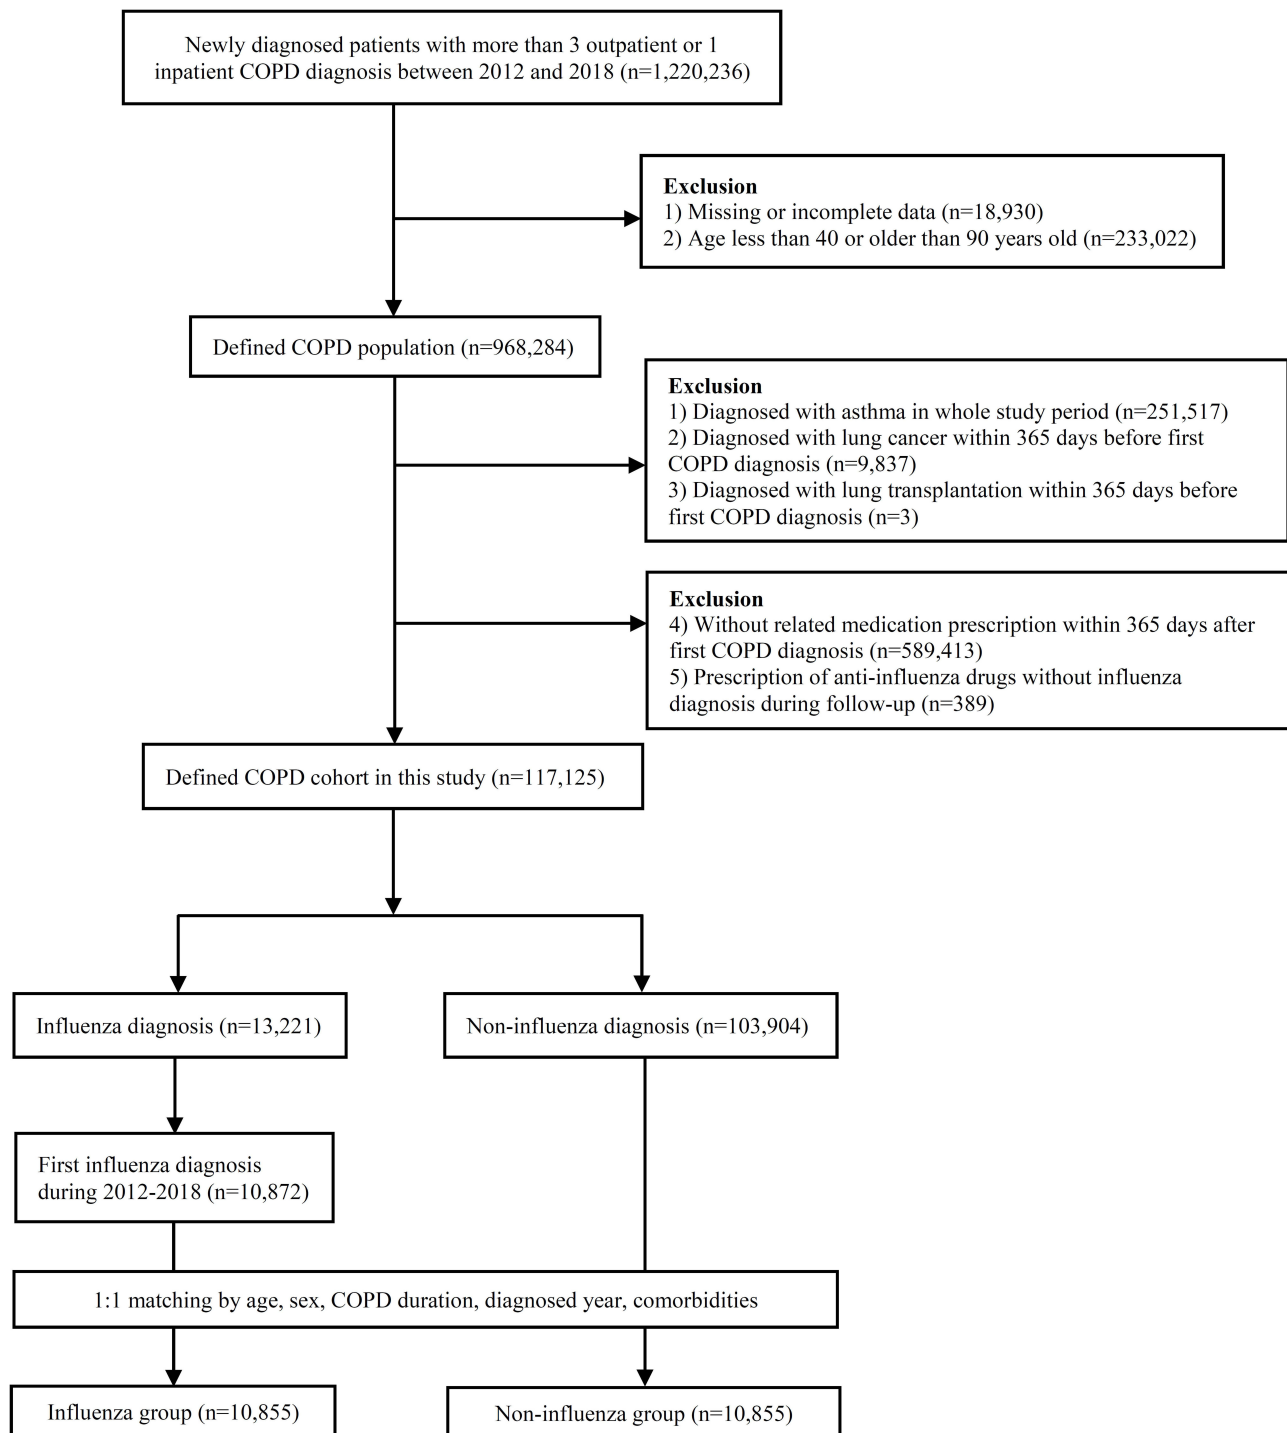 Newly diagnosed patients with more than 3 outpatient or 1
inpatient COPD diagnosis between 2012 and 2018 (n=1,220,236)
Exclusion
1) Missing or incomplete data (n=18,930)
2) Age less than 40 or older than 90 years old (n=233,022)
Defined COPD population (n=968,284)
Exclusion
1) Diagnosed with asthma in whole study period (n=251,517)
2) Diagnosed with lung cancer within 365 days before first
COPD diagnosis (n=9,837)
3) Diagnosed with lung transplantation within 365 days before
first COPD diagnosis (n=3)
Exclusion
4) Without related medication prescription within 365 days after
first COPD diagnosis (n=589,413)
5) Prescription of anti-influenza drugs without influenza
diagnosis during follow-up (n=389)
Defined COPD cohort in this study (n=117,125)
Influenza diagnosis (n=13,221)
Non-influenza diagnosis (n=103,904)
First influenza diagnosis
during 2012-2018 (n=10,872)
1:1 matching by age, sex, COPD duration, diagnosed year, comorbidities
Influenza group (n=10,855)
Non-influenza group (n=10,855)